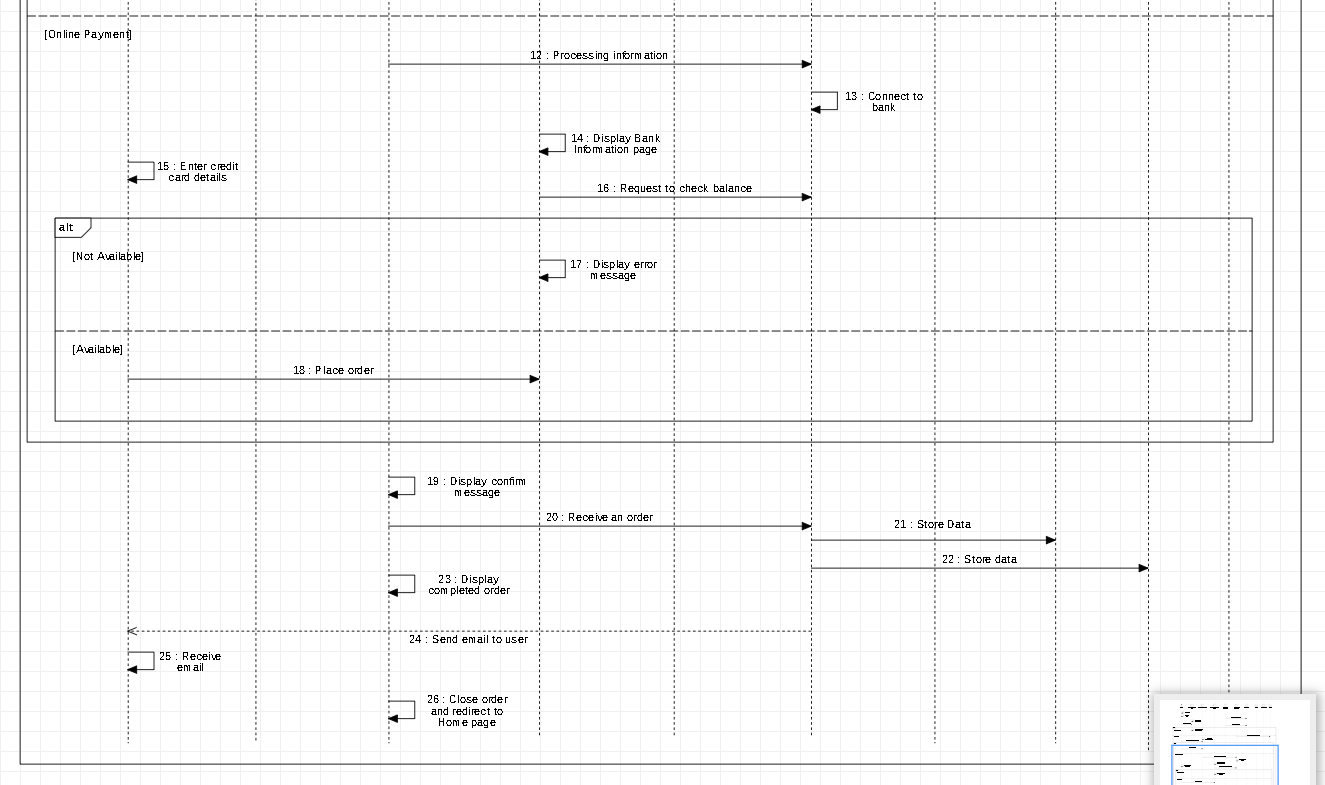 [Online Payment]
12 : Processing information
13 : Connect to
bank
14 : Display Bank
Information page
15 : Enter credit
card details
16 : Request to check balance
alt
[Not Available]
17 : Display error
message
[Available]
18 : Place order
19 : Display confirm
message
20 : Receive an order
21 : Store Data
22 : Store data
23 : Display
completed order
24 : Send email to user
25 : Receive
email
26 : Close order
and redirect to
Home page